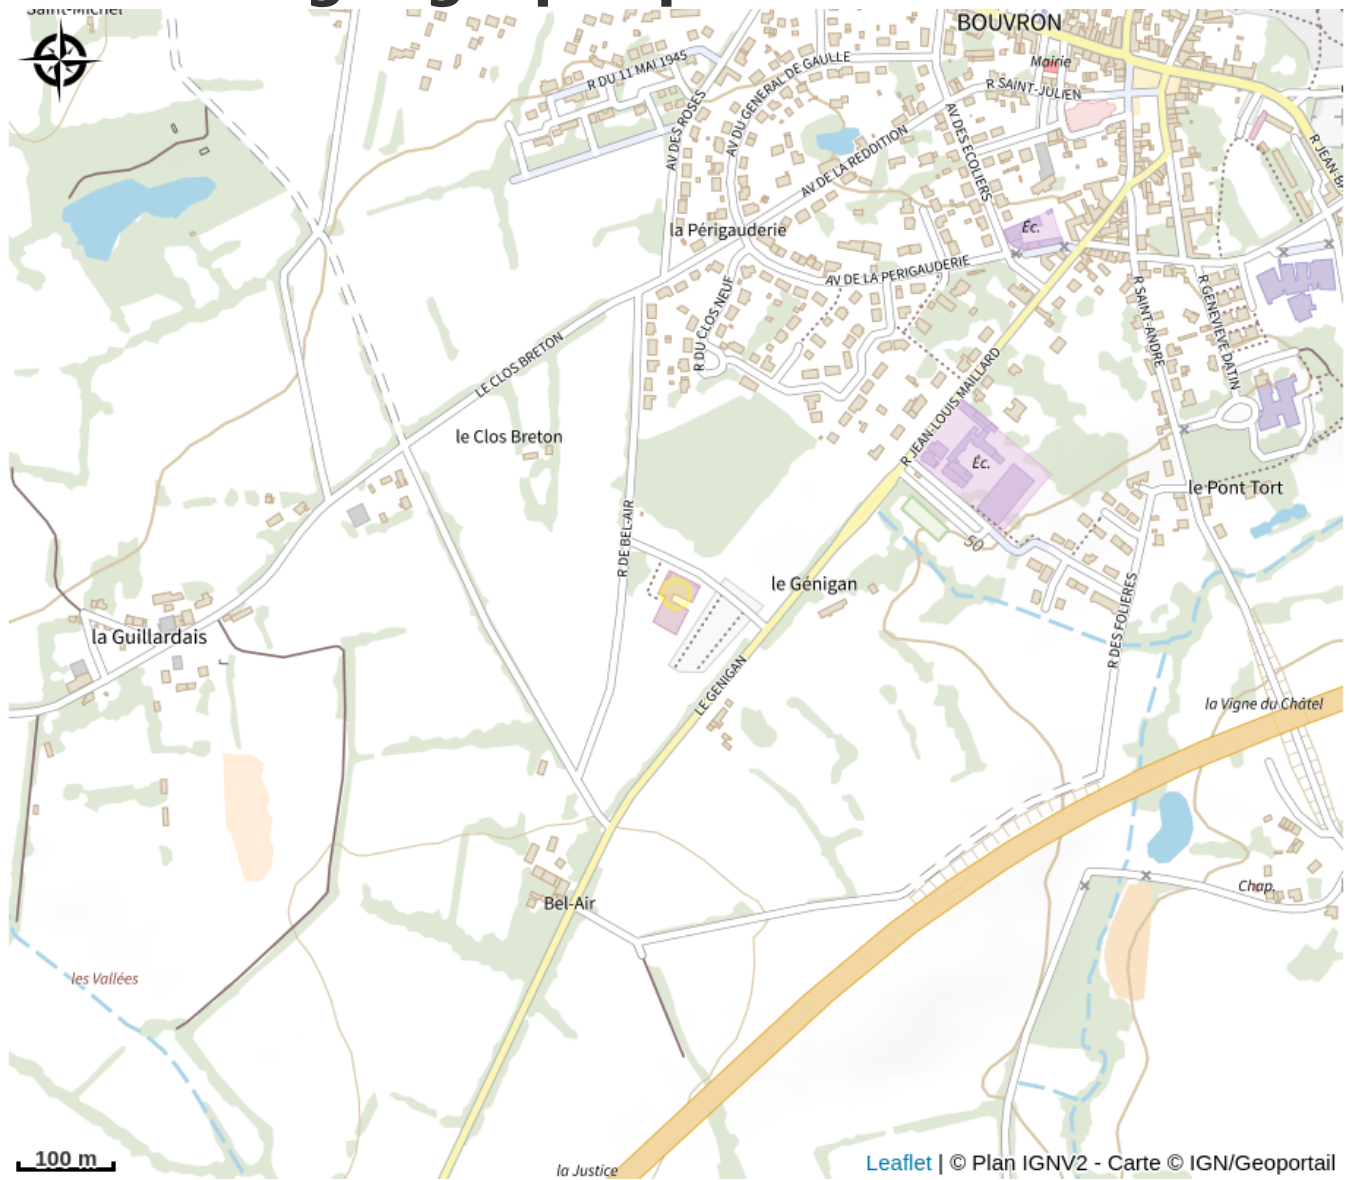 Saint-Michel
BOUVRON
Mairie
R DU 11 MAI 1945
AV DU GENERAL DE GAULLE
R SAINT-JULIEN
AV DES ROSES
AV DE LA REDDITION
AV DES ECOLIERS
la Périgauderie
Éc.
AV DE LA PERIGAUDERIE
R DU CLOS NEUF
R SAINT-ANDRE
R GENEVIEVE DATIN
LE CLOS BRETON
R JEAN-LOUIS MAILLARD
le Clos Breton
Éc.
le Pont Tort
R DE BEL-AIR
50
le Génigan
la Guillardais
R DES FOLIERES
LE GENIGAN
la Vigne du Châtel
Chap.
Bel-Air
les Vallées
100 m
la Justice
Leaflet | © Plan IGNV2 - Carte © IGN/Geoportail